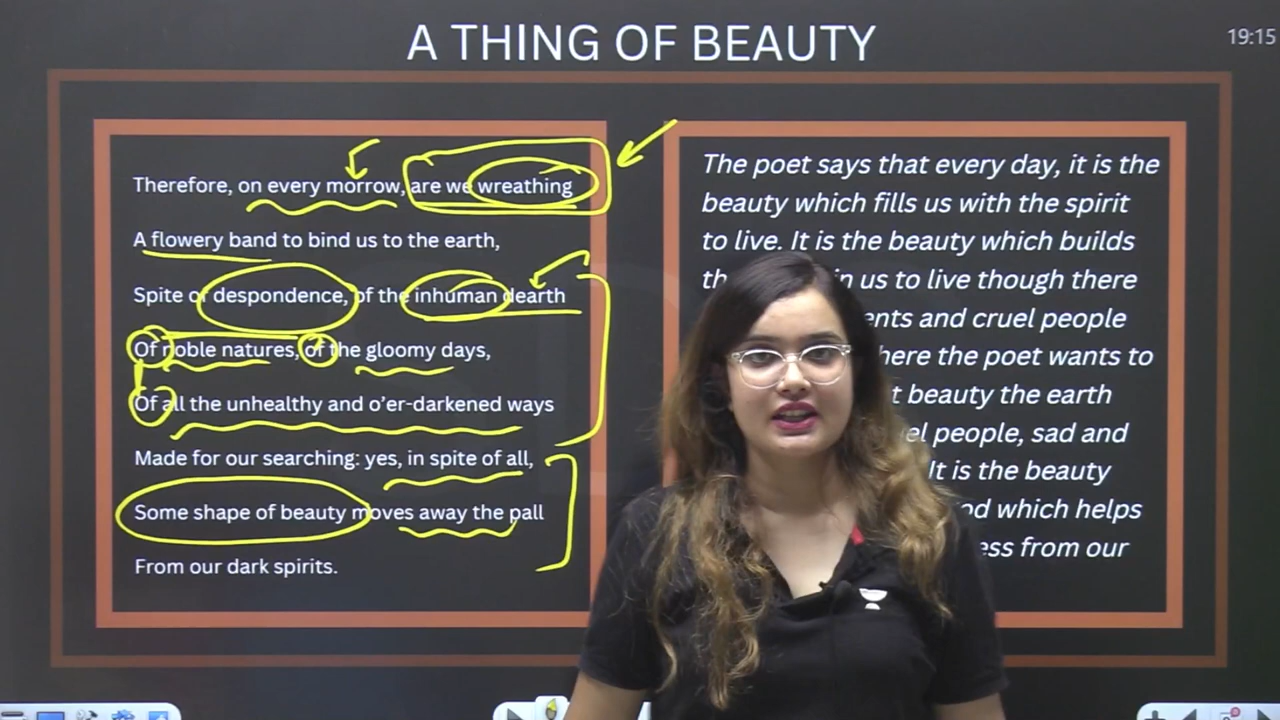 A THING OF BEAUTY
19:15
Therefore, on every morrow, are we wreathing
A flowery band to bind us to the earth,
Spite of despondence, of the inhuman dearth
Of noble natures, of the gloomy days,
Of all the unhealthy and o'er-darkened ways
Made for our searching: yes, in spite of all,
Some shape of beauty moves away the pall
From our dark spirits.
The poet says that every day, it is the
beauty which fills us with the spirit
to live. It is the beauty which builds
in us to live though there
and cruel people
the poet wants to
beauty the earth
people, sad and
It is the beauty
which helps
from our